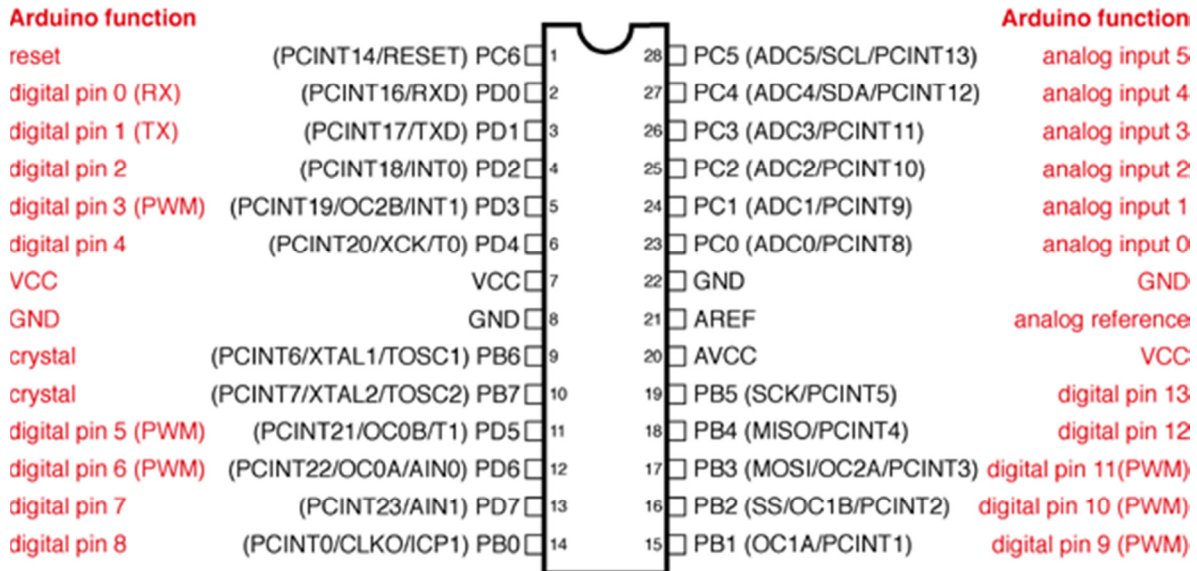 Arduino function Arduino function
reset (PCINT14/RESET) PC6 1 28 PC5 (ADC5/SCL/PCINT13) analog input 5
digital pin 0 (RX) (PCINT16/RXD) PD0 2 27 PC4 (ADC4/SDA/PCINT12) analog input 4
digital pin 1 (TX) (PCINT17/TXD) PD1 3 26 PC3 (ADC3/PCINT11) analog input 3
digital pin 2 (PCINT18/INT0) PD2 4 25 PC2 (ADC2/PCINT10) analog input 2
digital pin 3 (PWM) (PCINT19/OC2B/INT1) PD3 5 24 PC1 (ADC1/PCINT9) analog input 1
digital pin 4 (PCINT20/XCK/T0) PD4 6 23 PC0 (ADC0/PCINT8) analog input 0
VCC VCC 7 22 GND GND
GND GND 8 21 AREF analog reference
crystal (PCINT6/XTAL1/TOSC1) PB6 9 20 AVCC VCC
crystal (PCINT7/XTAL2/TOSC2) PB7 10 19 PB5 (SCK/PCINT5) digital pin 13
digital pin 5 (PWM) (PCINT21/OC0B/T1) PD5 11 18 PB4 (MISO/PCINT4) digital pin 12
digital pin 6 (PWM) (PCINT22/OC0A/AIN0) PD6 12 17 PB3 (MOSI/OC2A/PCINT3) digital pin 11(PWM)
digital pin 7 (PCINT23/AIN1) PD7 13 16 PB2 (SS/OC1B/PCINT2) digital pin 10 (PWM)
digital pin 8 (PCINT0/CLKO/ICP1) PB0 14 15 PB1 (OC1A/PCINT1) digital pin 9 (PWM)